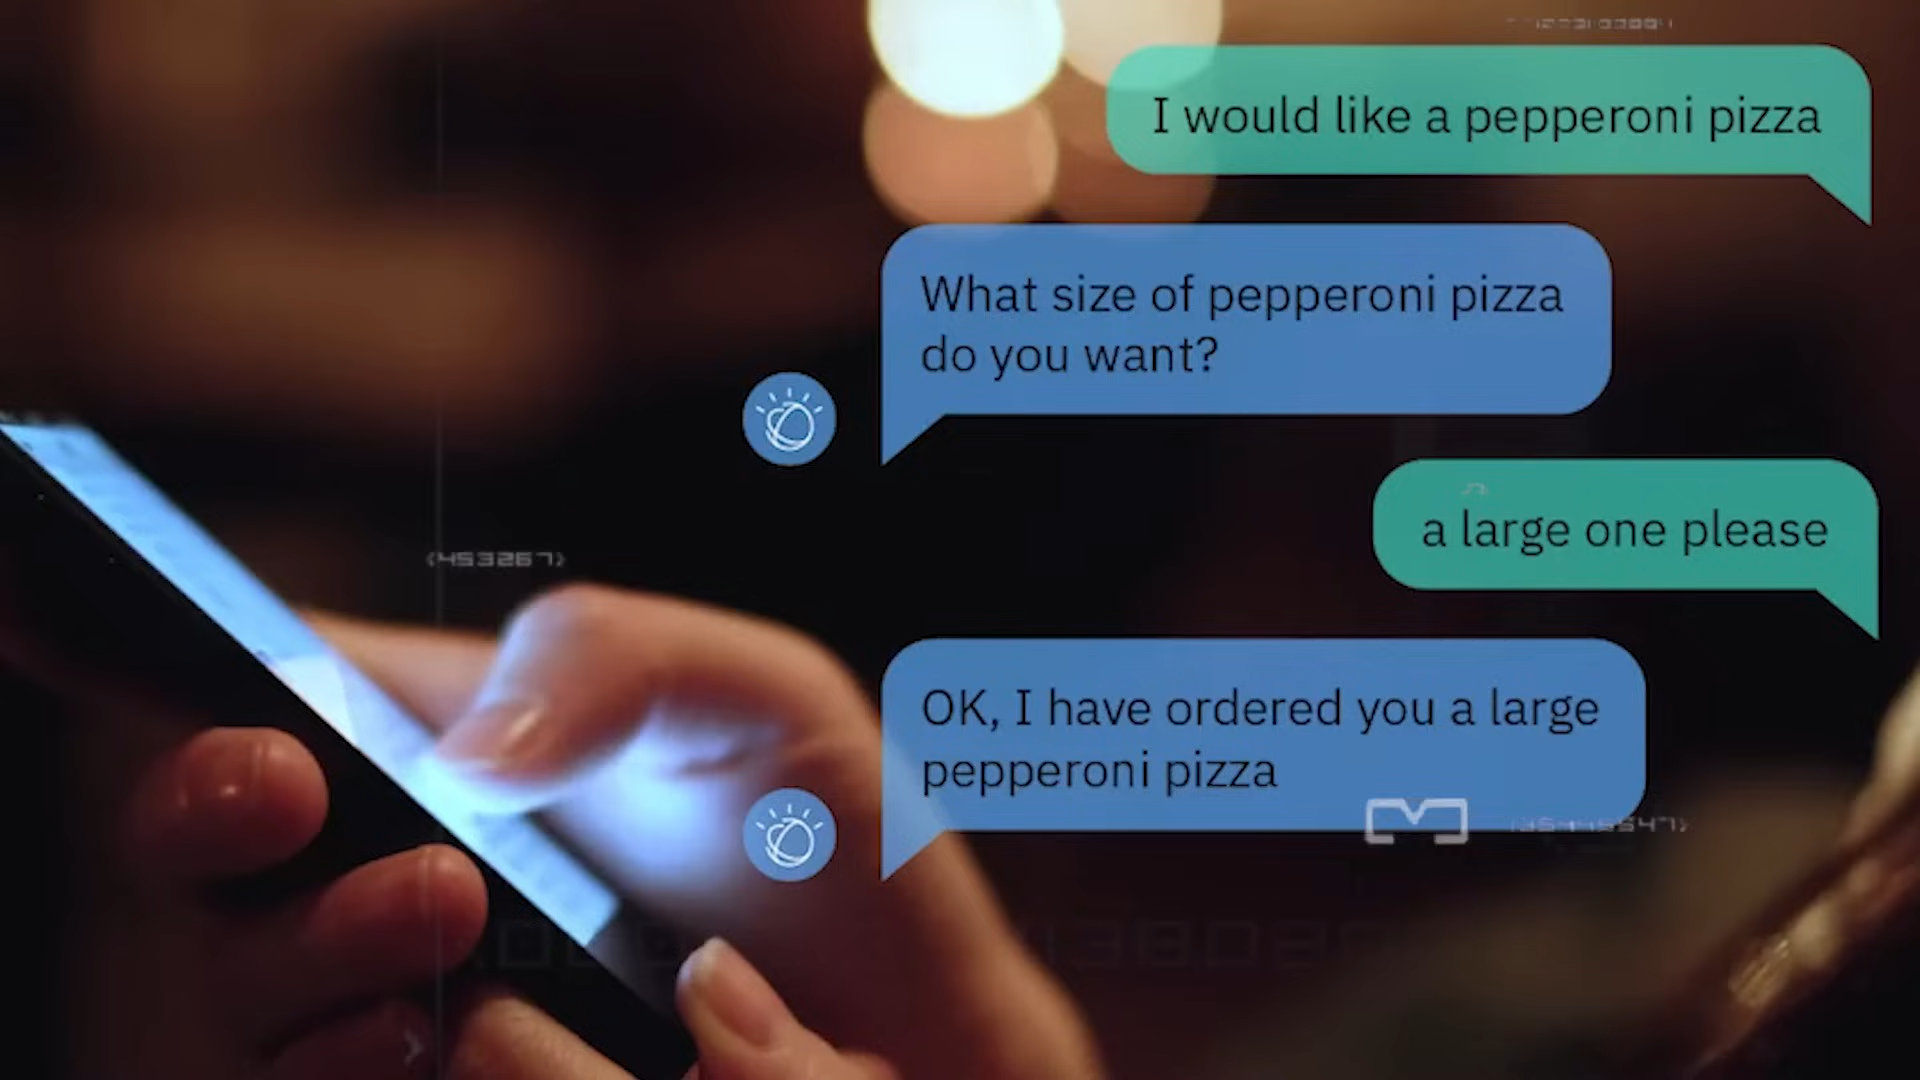 I would like a pepperoni pizza
What size of pepperoni pizza
do you want?
a large one please
OK, I have ordered you a large
pepperoni pizza
(453267)